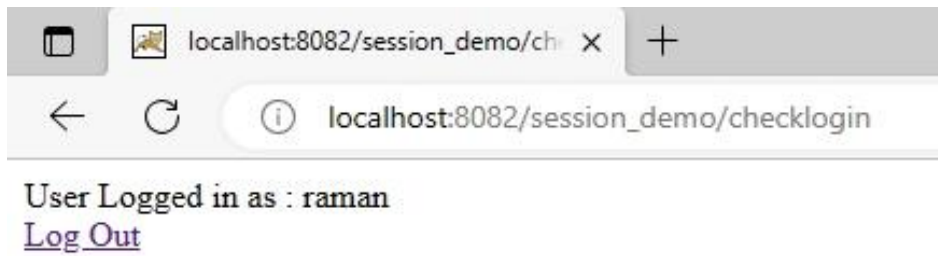 localhost:8082/session_demo/ch
localhost:8082/session_demo/checklogin
User Logged in as : raman
Log Out